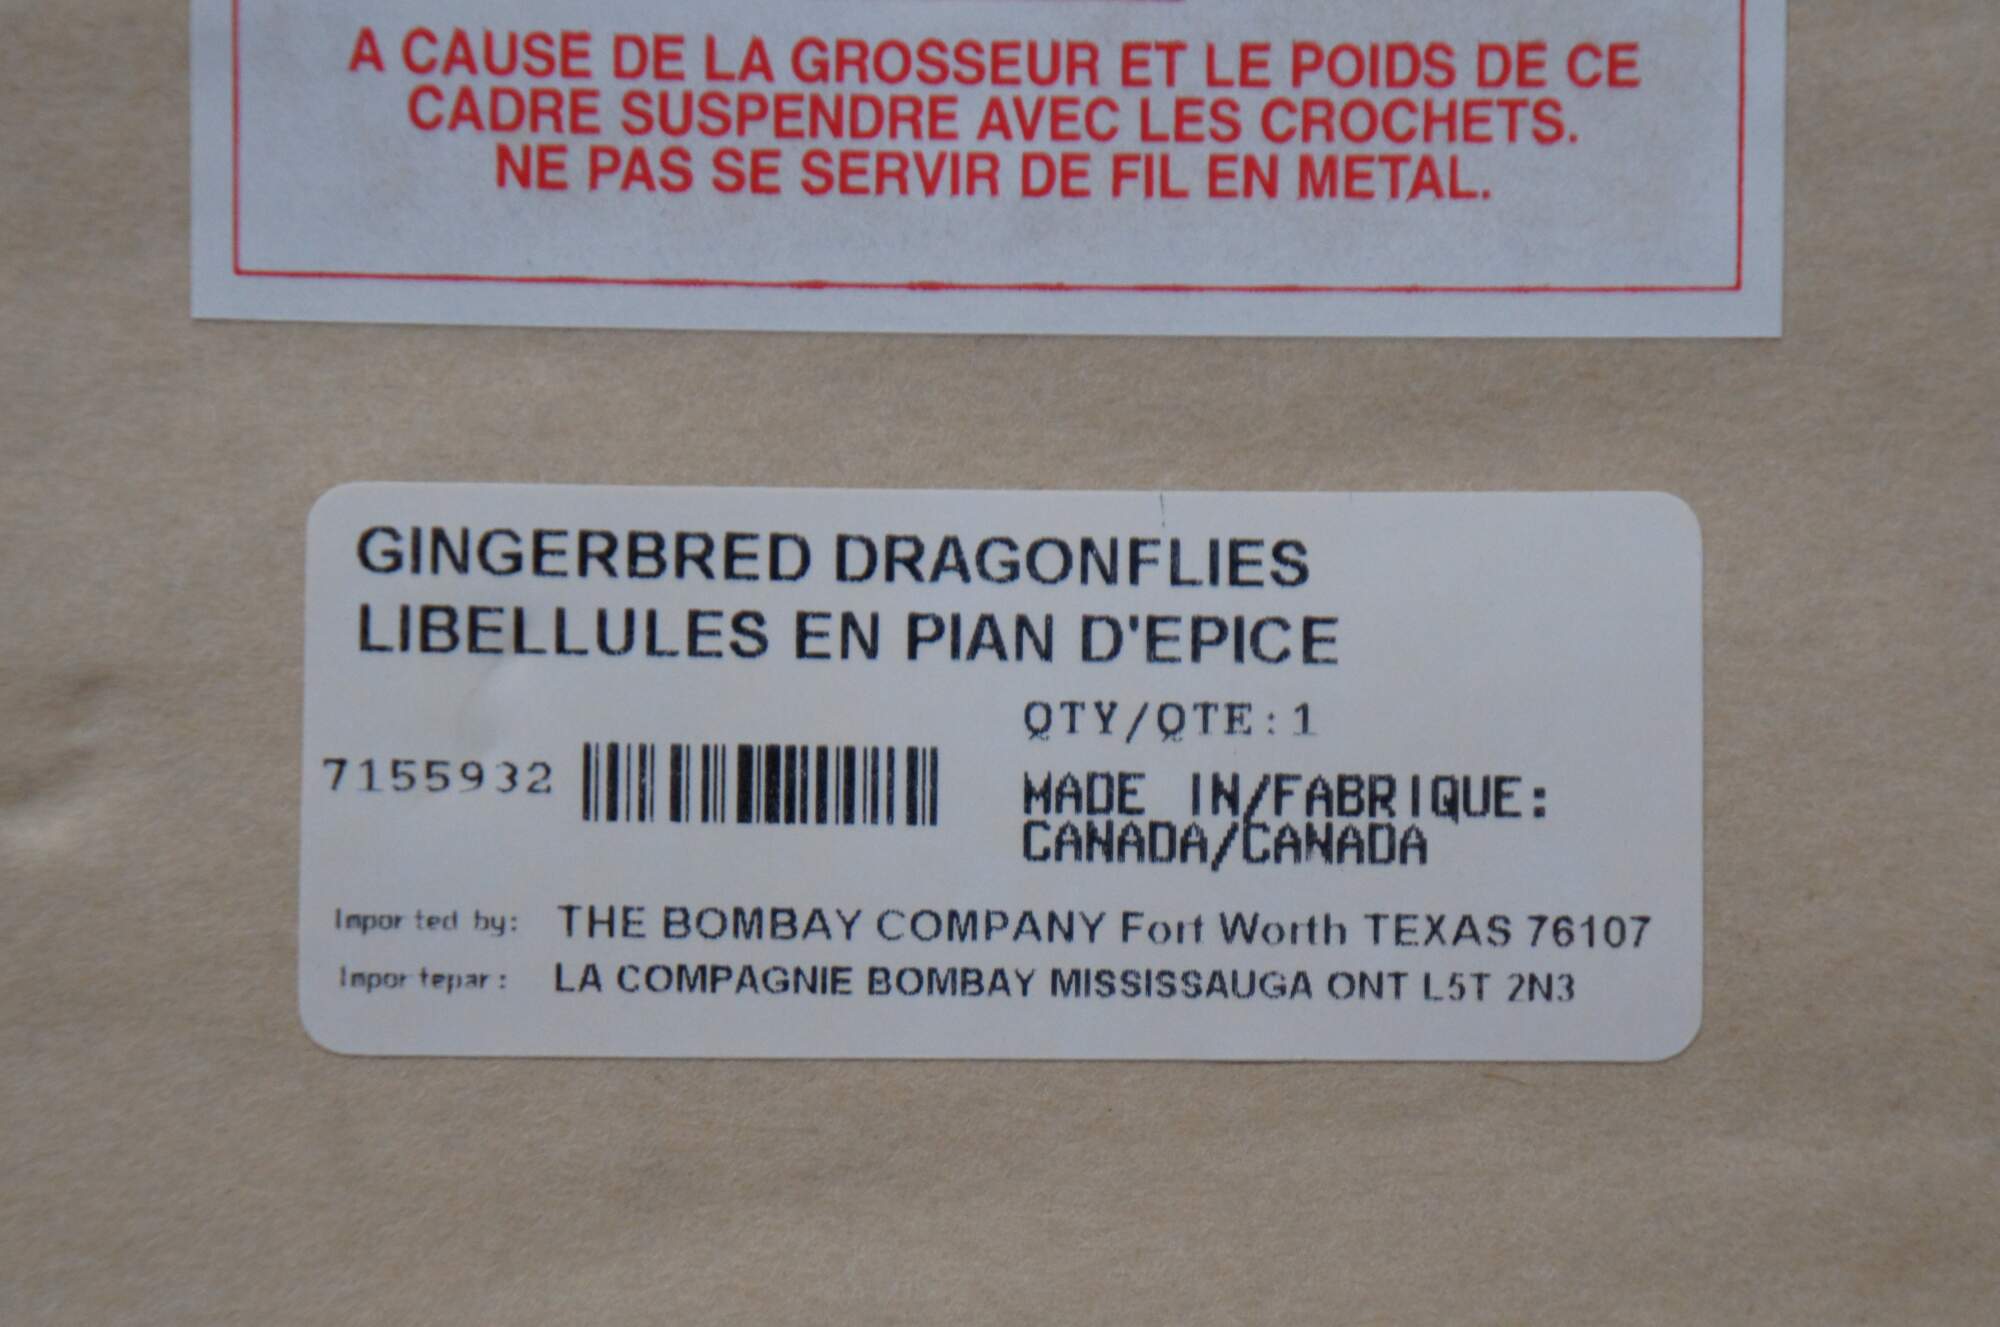 A CAUSE DE LA GROSSEUR ET LE POIDS DE CE
CADRE SUSPENDRE AVEC LES CROCHETS.
NE PAS SE SERVIR DE FIL EN METAL.
GINGERBRED DRAGONFLIES
LIBELLULES EN PIAN D'EPICE
QTY/QTE:1
7155932
MADE IN/FABRIQUE:
CANADA/CANADA
Imported by: THE BOMBAY COMPANY Fort Worth TEXAS 76107
Importepar: LA COMPAGNIE BOMBAY MISSISSAUGA ONT L5T 2N3